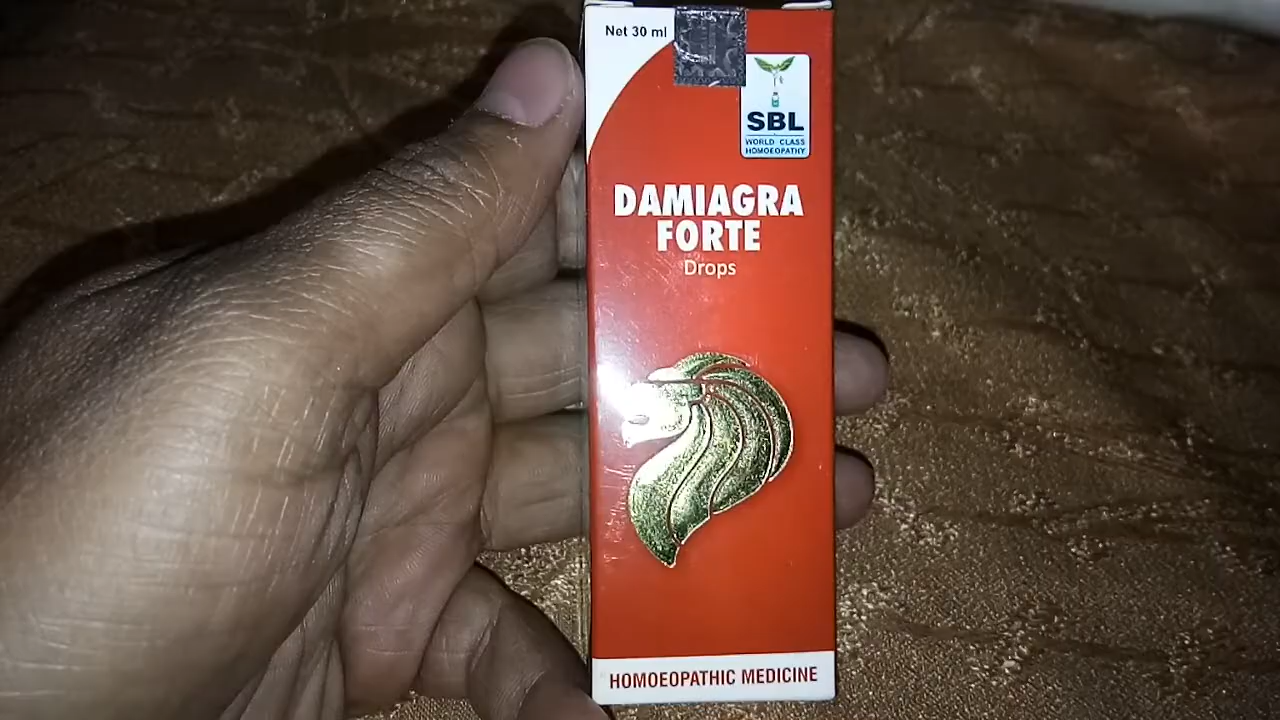 Net 30 ml
SBL
WORLD CLASS
HOMOEOPATHY
DAMIAGRA
FORTE
Drops
HOMOEOPATHIC MEDICINE